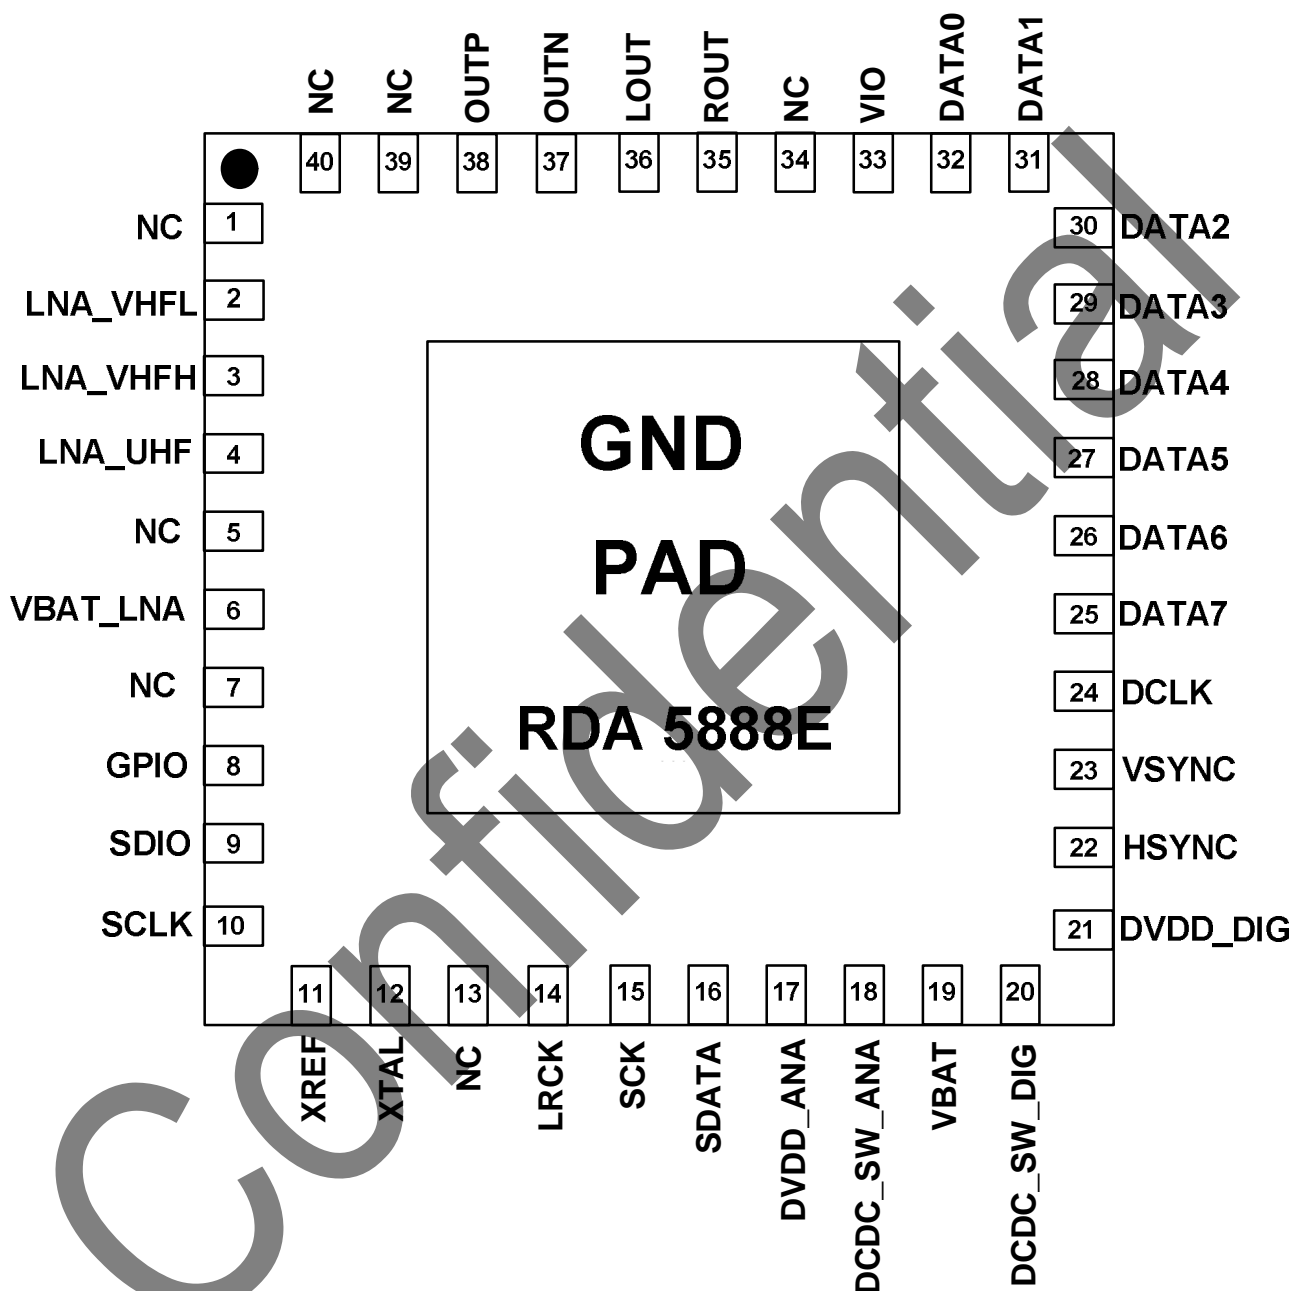 NC
NC
OUTP
OUTN
LOUT
ROUT
NC
VIO
DATA0
DATA1
40
39
38
37
36
35
34
33
32
31
NC 1
LNA_VHFL 2
LNA_VHFH 3
LNA_UHF 4
NC 5
VBAT_LNA 6
NC 7
GPIO 8
SDIO 9
SCLK 10
30 DATA2
29 DATA3
28 DATA4
27 DATA5
26 DATA6
25 DATA7
24 DCLK
23 VSYNC
22 HSYNC
21 DVDD_DIG
GND
PAD
RDA 5888E
11
12
13
14
15
16
17
18
19
20
XREF
XTAL
NC
LRCK
SCK
SDATA
DVDD_ANA
DCDC_SW_ANA
VBAT
DCDC_SW_DIG
Confidential